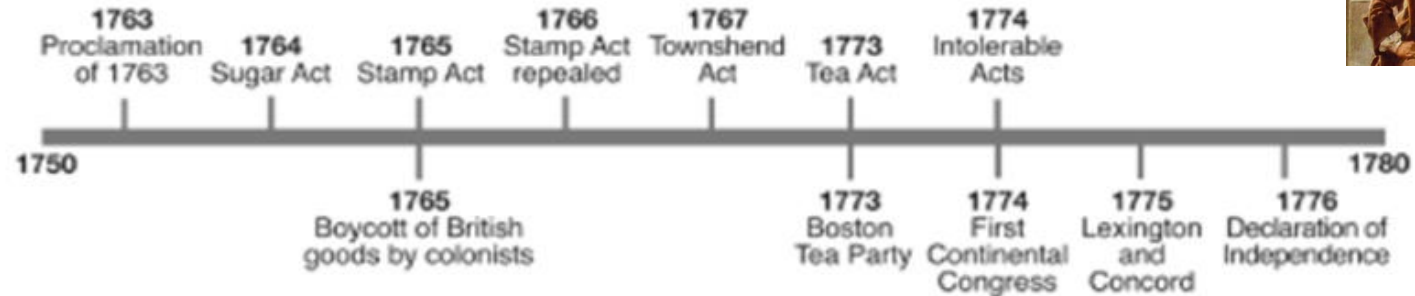 1763
Proclamation
of 1763
1764
Sugar Act
1765
Stamp Act
1766
Stamp Act
repealed
1767
Townshend
Act
1773
Tea Act
1774
Intolerable
Acts
1750
1780
1765
Boycott of British
goods by colonists
1773
Boston
Tea Party
1774
First
Continental
Congress
1775
Lexington
and
Concord
1776
Declaration of
Independence